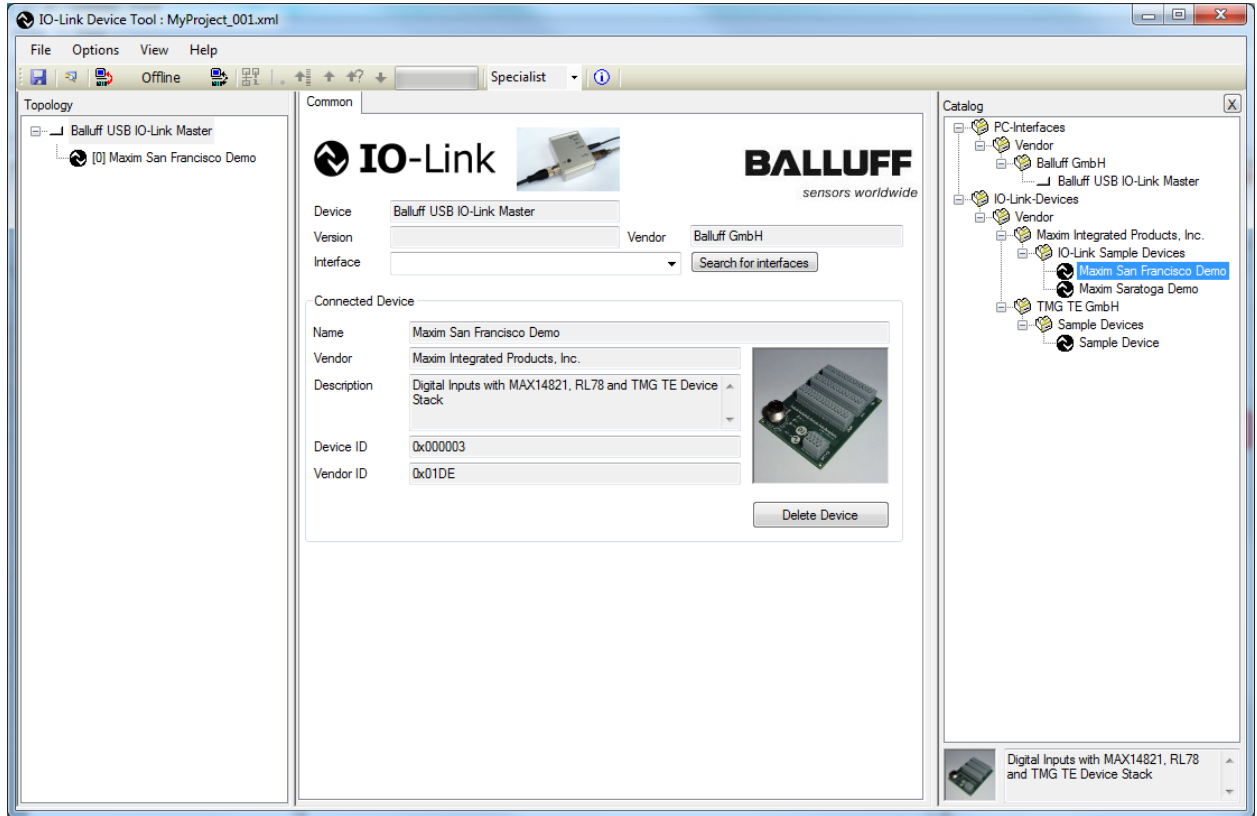 IO-Link Device Tool : MyProject_001.xml
File Options View Help
Offline Specialist
Topology
Balluff USB IO-Link Master
[0] Maxim San Francisco Demo
Common
IO-Link
BALLUFF
sensors worldwide
Device Balluff USB IO-Link Master
Version Vendor Balluff GmbH
Interface Search for interfaces
Connected Device
Name Maxim San Francisco Demo
Vendor Maxim Integrated Products, Inc.
Description Digital Inputs with MAX14821, RL78 and TMG TE Device
Stack
Device ID 0x000003
Vendor ID 0x01DE
Delete Device
Catalog X
PC-Interfaces
Vendor
Balluff GmbH
Balluff USB IO-Link Master
IO-Link-Devices
Vendor
Maxim Integrated Products, Inc.
IO-Link Sample Devices
Maxim San Francisco Demo
Maxim Saratoga Demo
TMG TE GmbH
Sample Devices
Sample Device
Digital Inputs with MAX14821, RL78
and TMG TE Device Stack